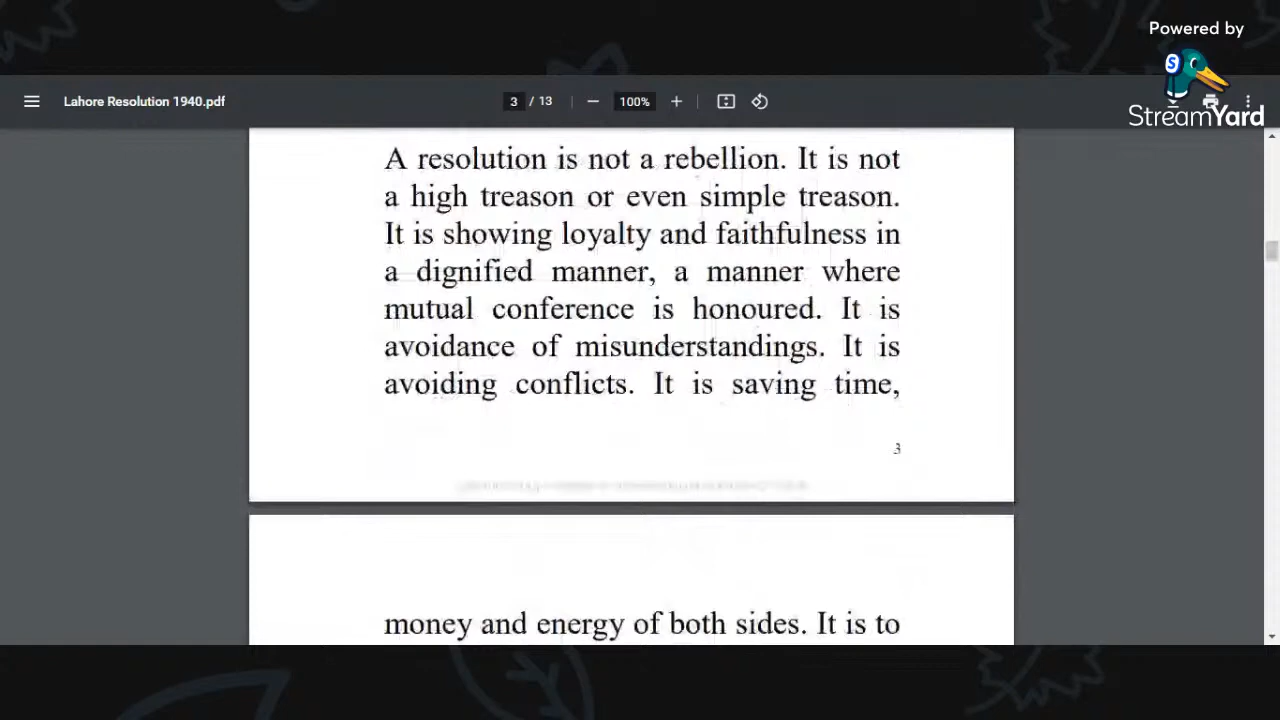 Powered by
StreamYard
Lahore Resolution 1940.pdf
3 / 13
100%
A resolution is not a rebellion. It is not
a high treason or even simple treason.
It is showing loyalty and faithfulness in
a dignified manner, a manner where
mutual conference is honoured. It is
avoidance of misunderstandings. It is
avoiding conflicts. It is saving time,
3
money and energy of both sides. It is to